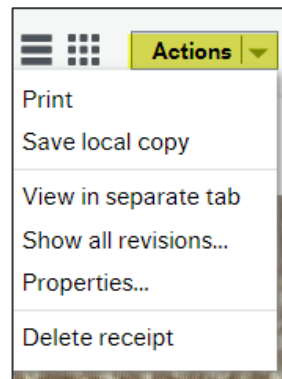 Actions
Print
Save local copy
View in separate tab
Show all revisions...
Properties...
Delete receipt